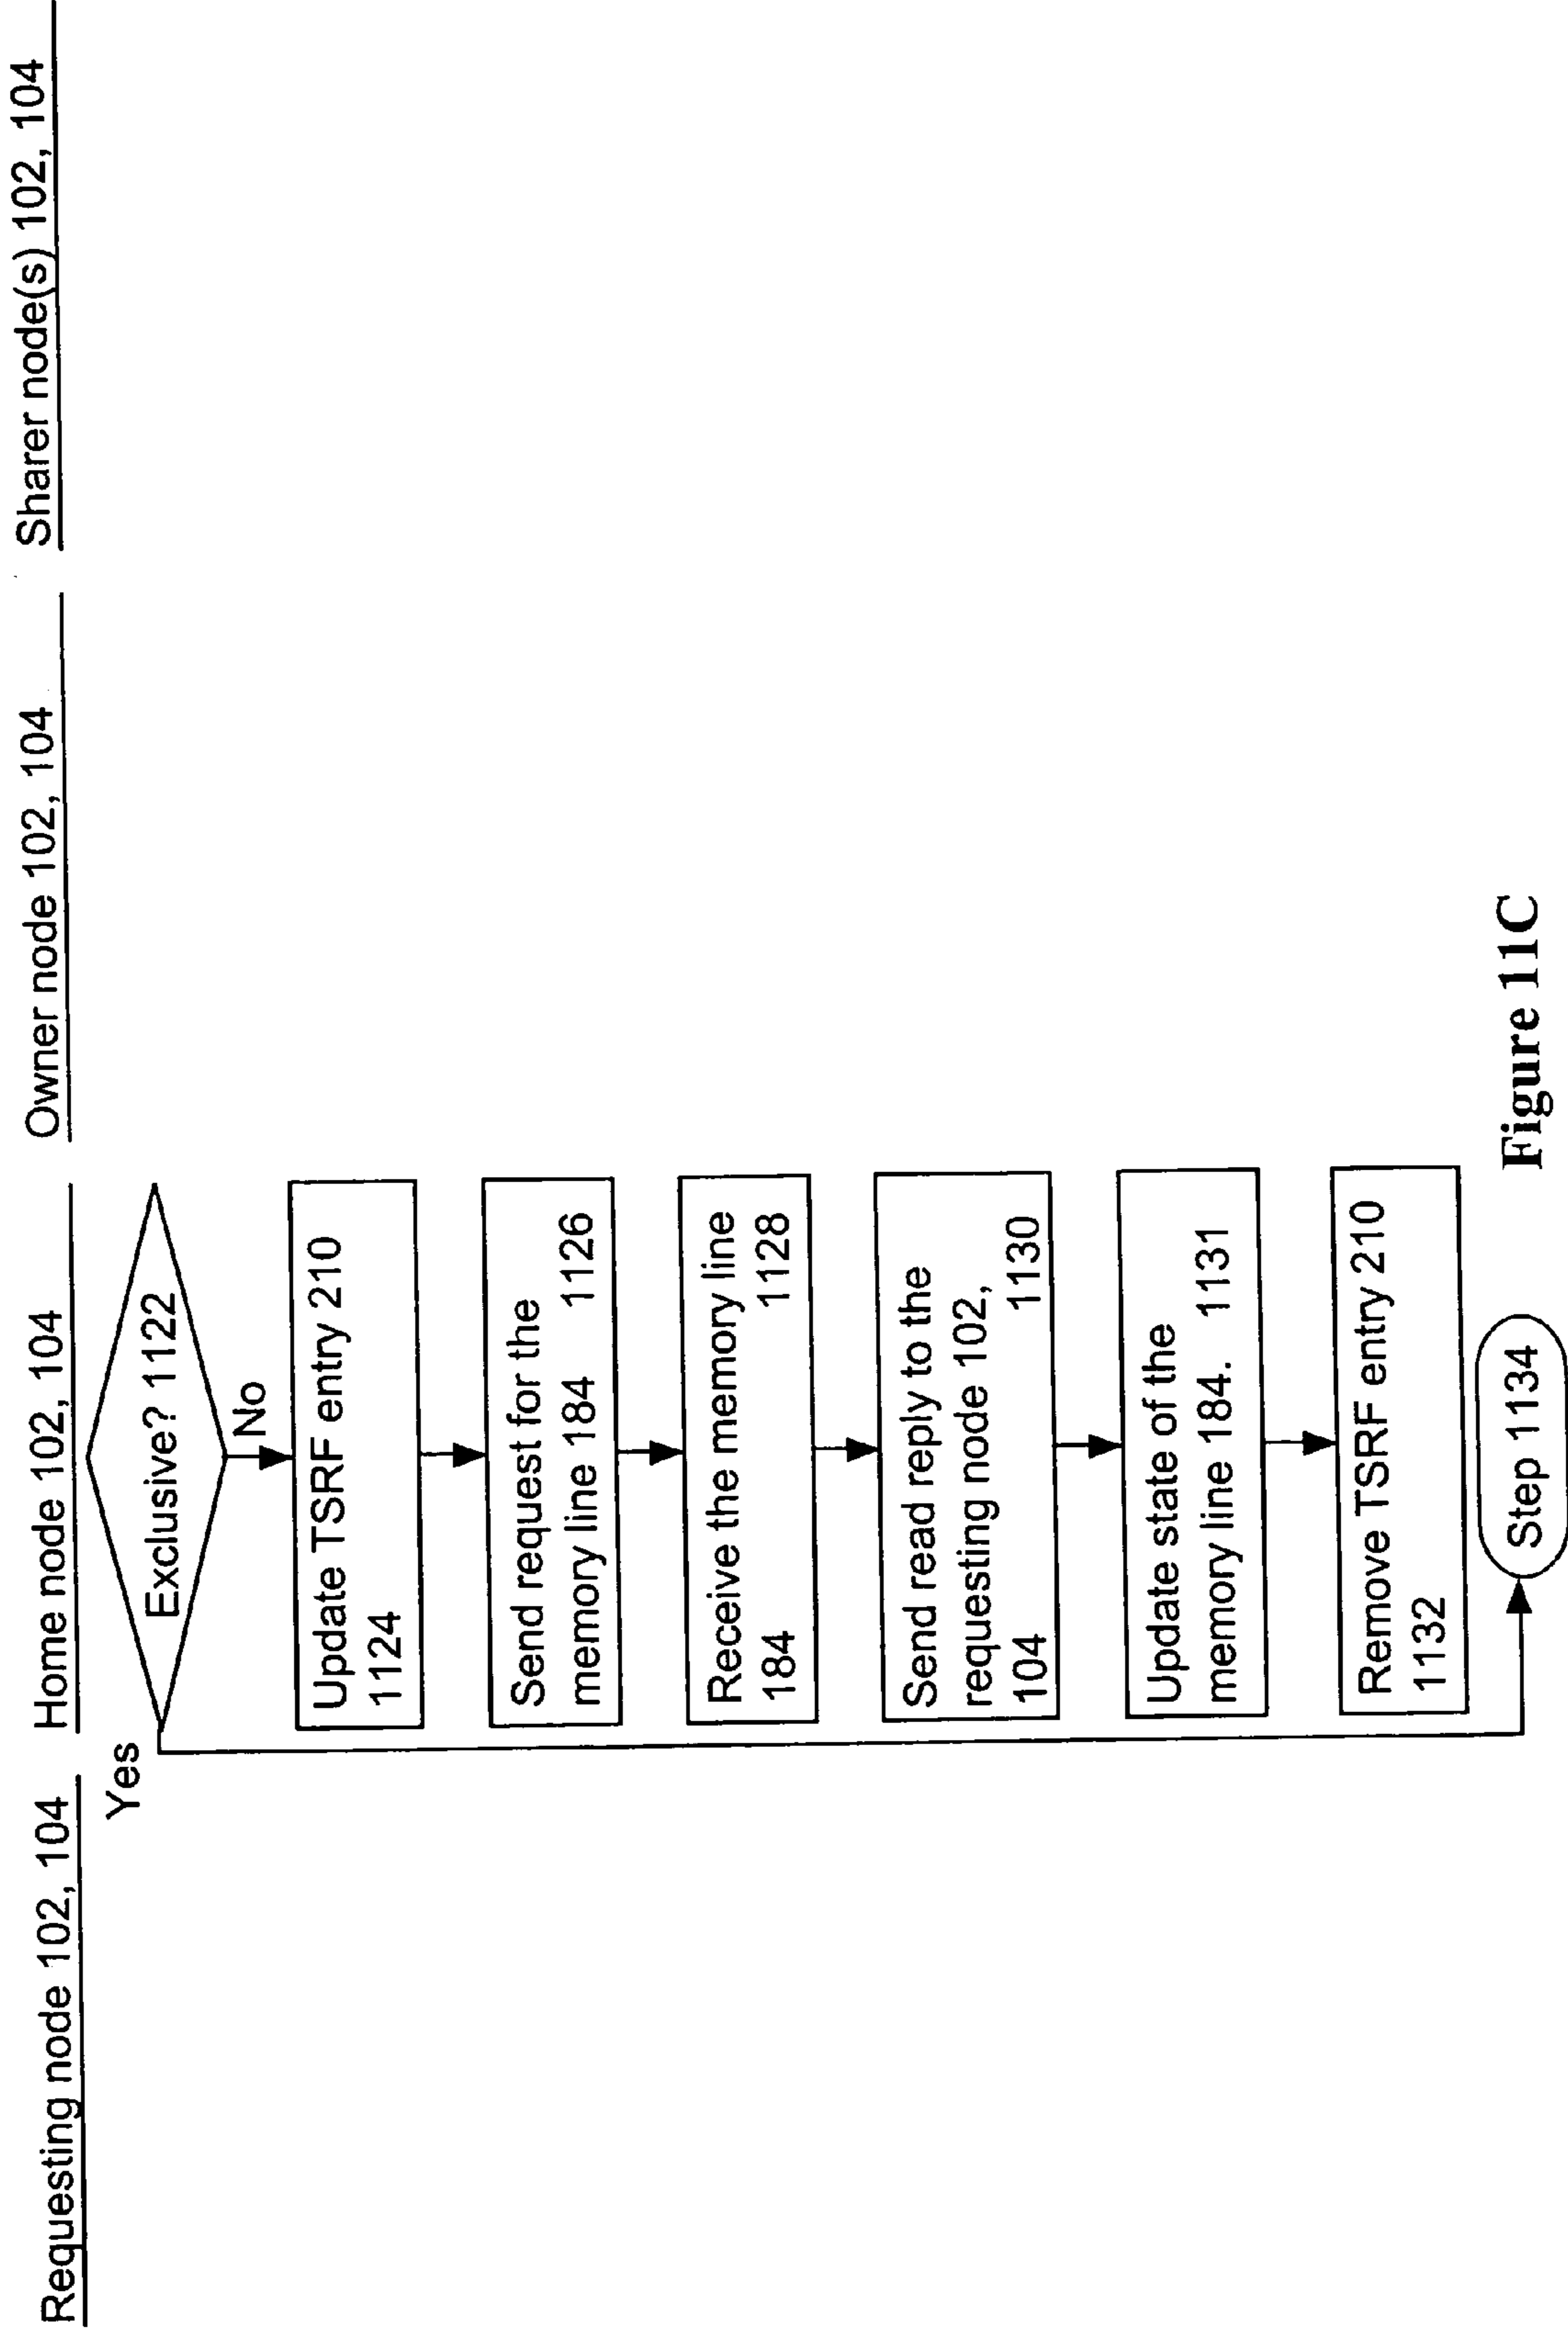 Requesting node 102, 104
Home node 102, 104
Owner node 102, 104
Sharer node(s) 102, 104
Yes
Exclusive? 1122
No
Update TSRF entry 210
1124
Send request for the
memory line 184 1126
Receive the memory line
184 1128
Send read reply to the
requesting node 102,
104 1130
Update state of the
memory line 184. 1131
Remove TSRF entry 210
1132
Step 1134
Figure 11C